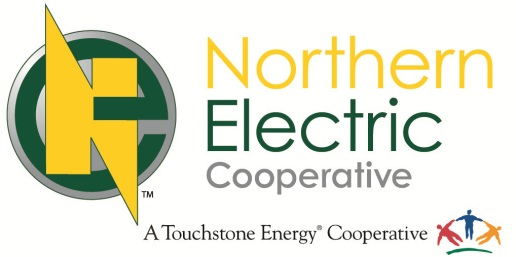 Northern
Electric
Cooperative
™
A Touchstone Energy® Cooperative